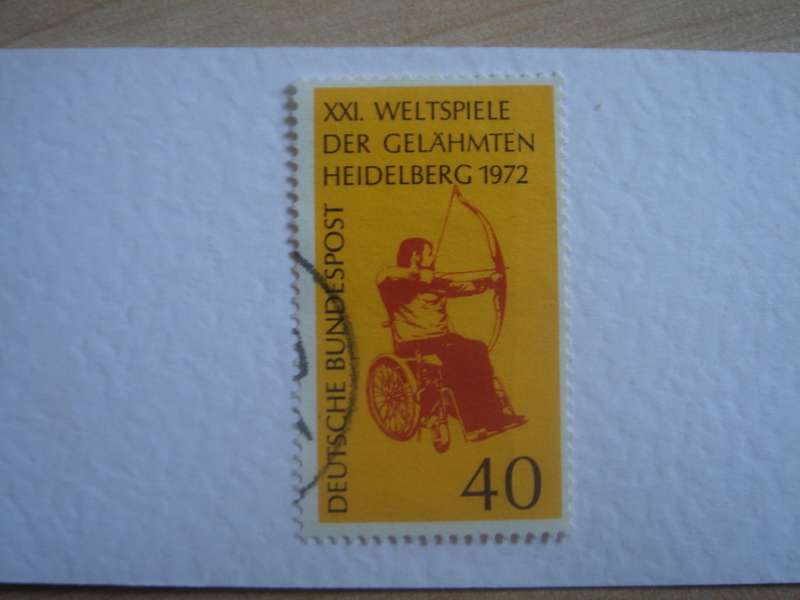 XXI. WELTSPIELE
DER GELÄHMTEN
HEIDELBERG 1972
DEUTSCHE BUNDESPOST
40